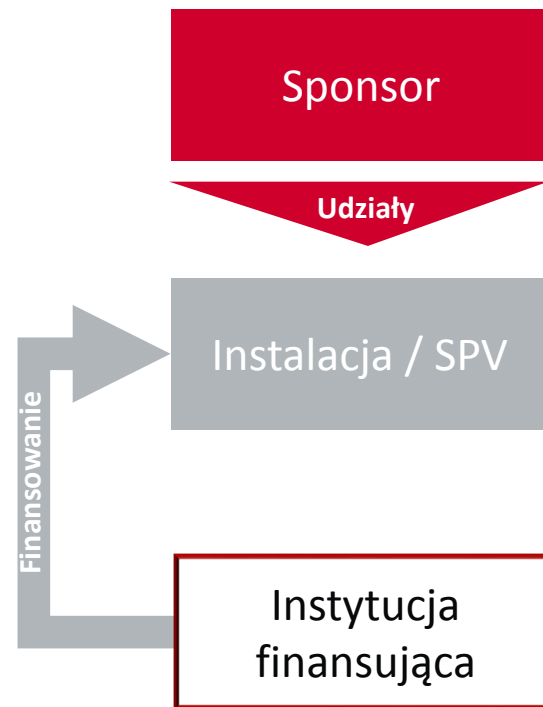 Sponsor
Udziały
Instalacja / SPV
Finansowanie
Instytucja
finansująca